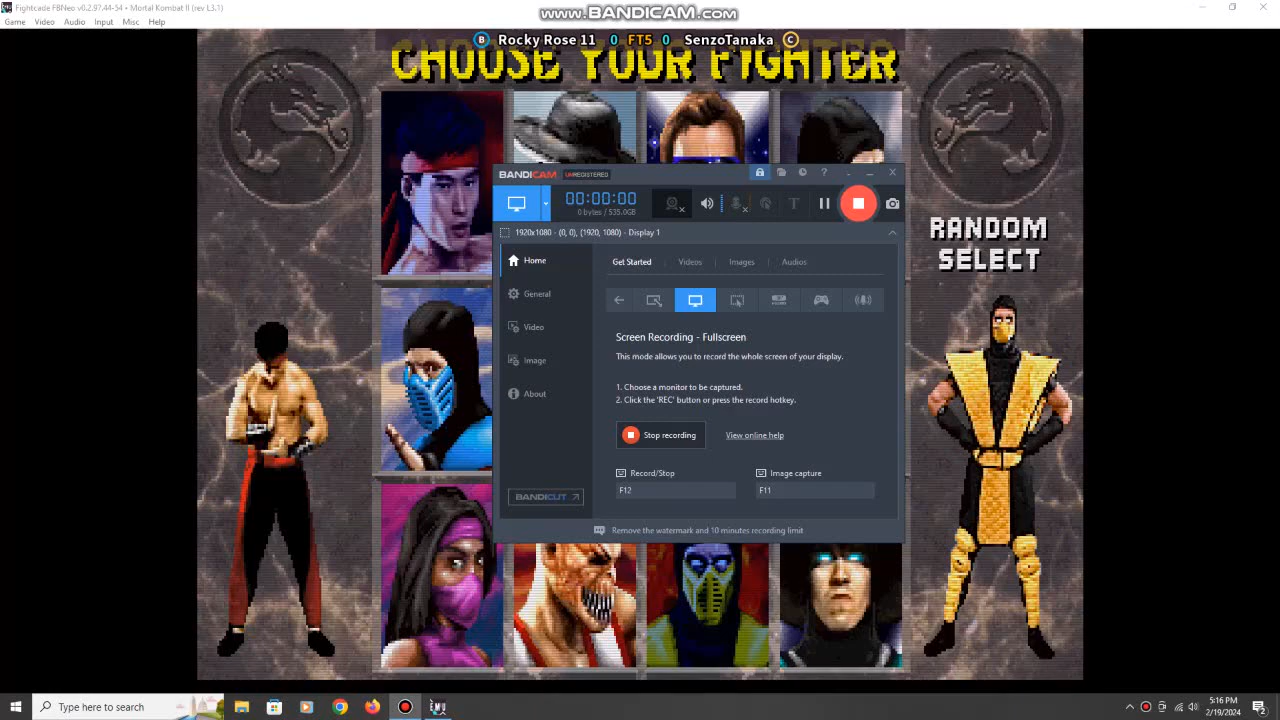 Fightcade FBNeo v0.2.97.44-54 • Mortal Kombat II (rev L3.1)
www.BANDICAM.com
Game Video Audio Input Misc Help
B Rocky Rose 11 0 FT5 0 SenzoTanaka C
CHOOSE YOUR FIGHTER
BANDICAM UNREGISTERED
00:00:00
0 bytes / 535.0GB
1920x1080 - (0, 0), (1920, 1080) - Display 1
RANDOM
SELECT
Home
General
Video
Image
About
BANDICUT
Get Started Videos Images Audios
Screen Recording - Fullscreen
This mode allows you to record the whole screen of your display.
1. Choose a monitor to be captured.
2. Click the 'REC' button or press the record hotkey.
Stop recording View online help
Record/Stop Image capture
F12 F11
Remove the watermark and 10 minutes recording limit
Type here to search
EMU
5:16 PM
2/19/2024
2